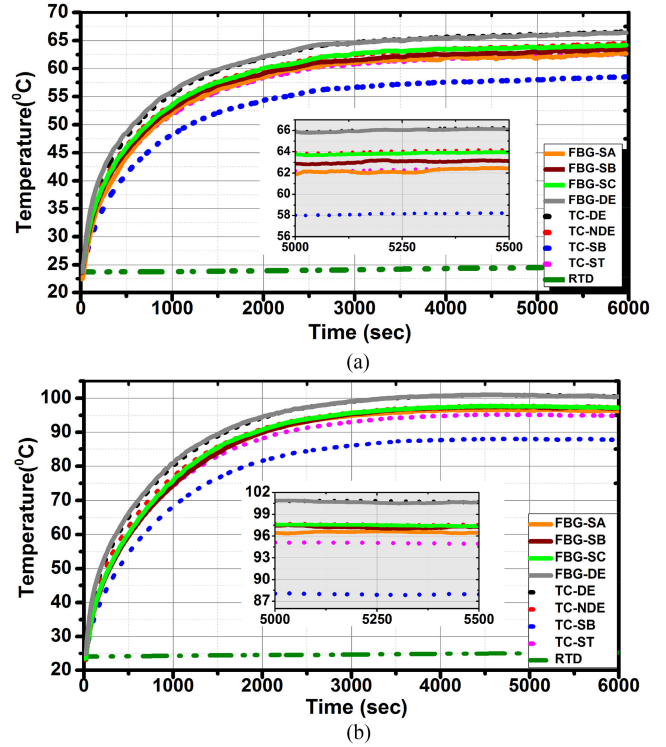 70
65
60
55
50
45
40
35
30
25
20
Temperature(⁰C)
66
64
62
60
58
5000 5250 5500
FBG-SA
FBG-SB
FBG-SC
FBG-DE
TC-DE
TC-NDE
TC-SB
TC-ST
RTD
0 1000 2000 3000 4000 5000 6000
Time (sec)
(a)
100
90
80
70
60
50
40
30
20
Temperature(⁰C)
102
99
96
93
90
87
5000 5250 5500
FBG-SA
FBG-SB
FBG-SC
FBG-DE
TC-DE
TC-NDE
TC-SB
TC-ST
RTD
0 1000 2000 3000 4000 5000 6000
Time (sec)
(b)